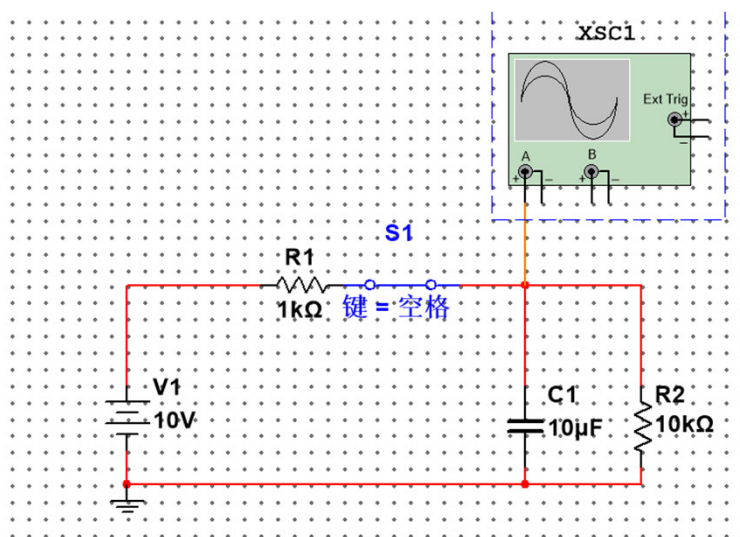 XSC1
Ext Trig
+
−
A
B
+
−
+
−
S1
R1
1kΩ
键 = 空格
V1
10V
C1
10µF
R2
10kΩ